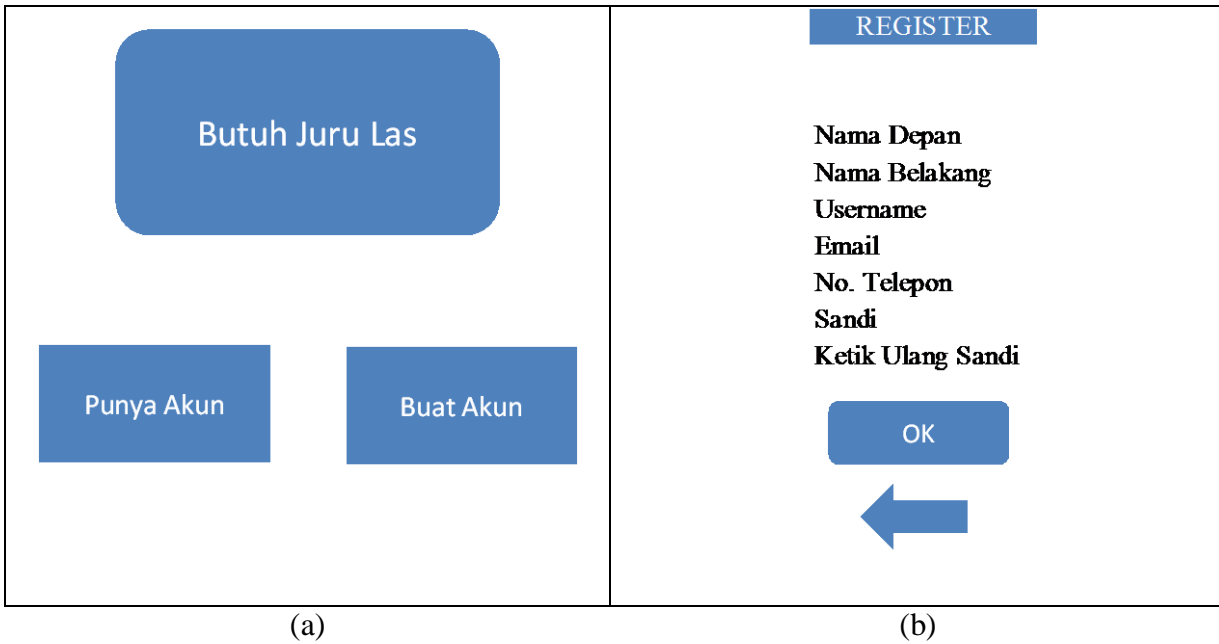 Butuh Juru Las
Punya Akun
Buat Akun
(a)
REGISTER
Nama Depan
Nama Belakang
Username
Email
No. Telepon
Sandi
Ketik Ulang Sandi
OK
(b)